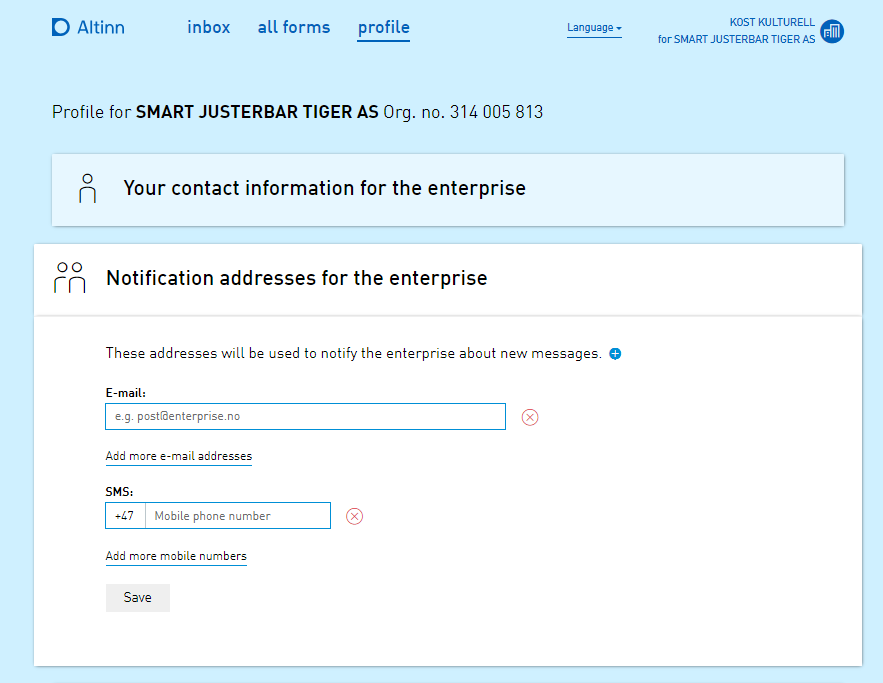 Altinn
inbox
all forms
profile
Language
KOST KULTURELL
for SMART JUSTERBAR TIGER AS
Profile for SMART JUSTERBAR TIGER AS Org. no. 314 005 813
Your contact information for the enterprise
Notification addresses for the enterprise
These addresses will be used to notify the enterprise about new messages.
E-mail:
e.g. post@enterprise.no
Add more e-mail addresses
SMS:
+47
Mobile phone number
Add more mobile numbers
Save